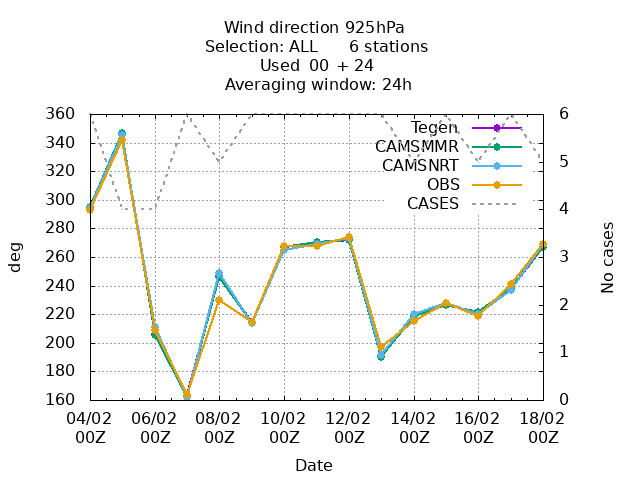 Wind direction 925hPa
Selection: ALL      6 stations
Used  00  + 24
Averaging window: 24h
Tegen
CAMSMMR
CAMSNRT
OBS
CASES
360
340
320
300
280
260
240
220
200
180
160
deg
6
5
4
3
2
1
0
No cases
04/02 06/02 08/02 10/02 12/02 14/02 16/02 18/02
00Z 00Z 00Z 00Z 00Z 00Z 00Z 00Z
Date